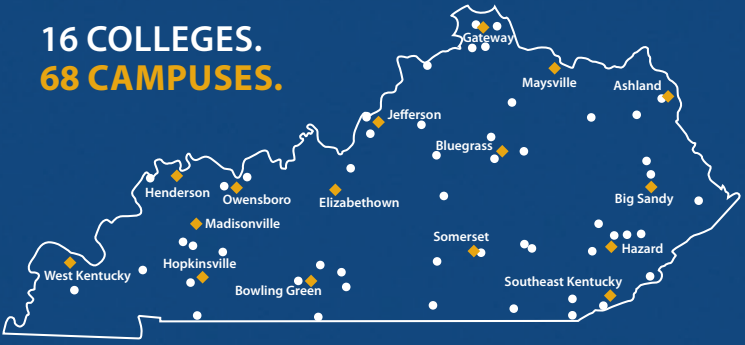 16 COLLEGES.
68 CAMPUSES.
Gateway
Maysville
Ashland
Jefferson
Bluegrass
Henderson
Owensboro
Elizabethtown
Big Sandy
Madisonville
Somerset
Hazard
West Kentucky
Hopkinsville
Bowling Green
Southeast Kentucky